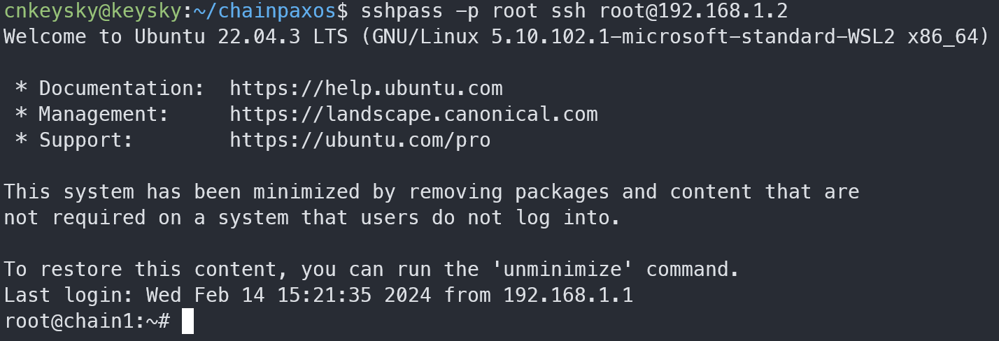 cnkeysky@keysky:~/chainpaxos$ sshpass -p root ssh root@192.168.1.2
Welcome to Ubuntu 22.04.3 LTS (GNU/Linux 5.10.102.1-microsoft-standard-WSL2 x86_64)

 * Documentation:  https://help.ubuntu.com
 * Management:     https://landscape.canonical.com
 * Support:        https://ubuntu.com/pro

This system has been minimized by removing packages and content that are
not required on a system that users do not log into.

To restore this content, you can run the 'unminimize' command.
Last login: Wed Feb 14 15:21:35 2024 from 192.168.1.1
root@chain1:~#